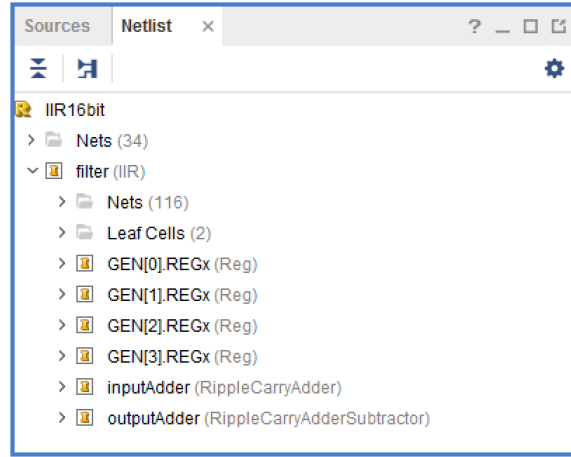 Sources Netlist × ?
IIR16bit
Nets (34)
filter (IIR)
Nets (116)
Leaf Cells (2)
GEN[0].REGx (Reg)
GEN[1].REGx (Reg)
GEN[2].REGx (Reg)
GEN[3].REGx (Reg)
inputAdder (RippleCarryAdder)
outputAdder (RippleCarryAdderSubtractor)